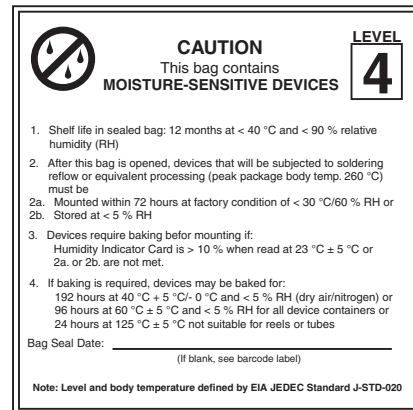 LEVEL
4
CAUTION
This bag contains
MOISTURE-SENSITIVE DEVICES
1. Shelf life in sealed bag: 12 months at < 40 °C and < 90 % relative
humidity (RH)
2. After this bag is opened, devices that will be subjected to soldering
reflow or equivalent processing (peak package body temp. 260 °C)
must be
2a. Mounted within 72 hours at factory condition of < 30 °C/60 % RH or
2b. Stored at < 5 % RH
3. Devices require baking befor mounting if:
Humidity Indicator Card is > 10 % when read at 23 °C ± 5 °C or
2a. or 2b. are not met.
4. If baking is required, devices may be baked for:
192 hours at 40 °C + 5 °C/- 0 °C and < 5 % RH (dry air/nitrogen) or
96 hours at 60 °C ± 5 °C and < 5 % RH for all device containers or
24 hours at 125 °C ± 5 °C not suitable for reels or tubes
Bag Seal Date:
(If blank, see barcode label)
Note: Level and body temperature defined by EIA JEDEC Standard J-STD-020